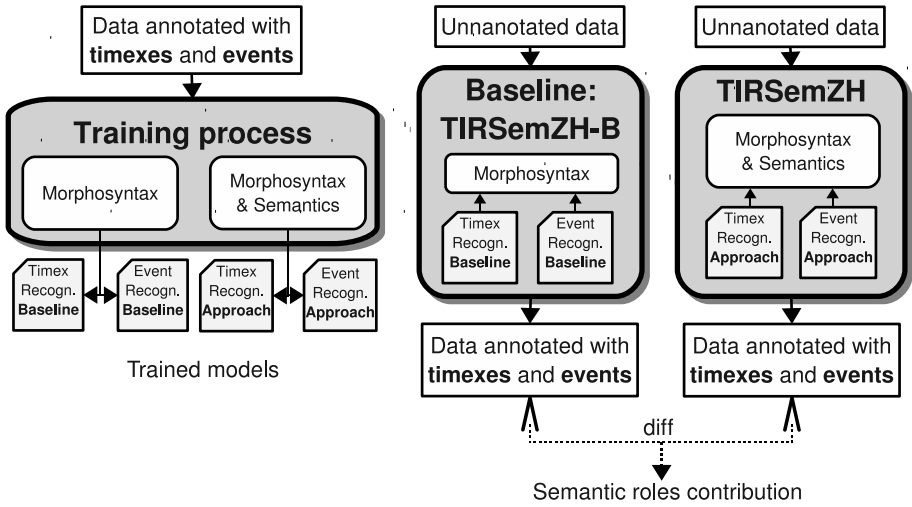 Data annotated with
timexes and events
Training process
Morphosyntax
Morphosyntax
& Semantics
Timex
Recogn.
Baseline
Event
Recogn.
Baseline
Timex
Recogn.
Approach
Event
Recogn.
Approach
Trained models
Unnanotated data
Baseline:
TIRSemZH-B
Morphosyntax
Timex
Recogn.
Baseline
Event
Recogn.
Baseline
Data annotated with
timexes and events
Unnanotated data
TIRSemZH
Morphosyntax
& Semantics
Timex
Recogn.
Approach
Event
Recogn.
Approach
Data annotated with
timexes and events
diff
Semantic roles contribution